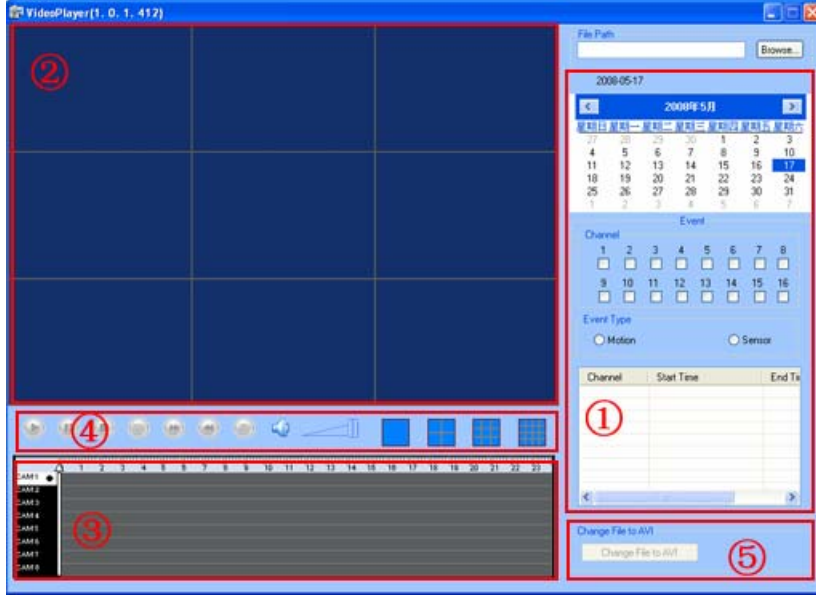 VideoPlayer(1. 0. 1. 412)
②
File Path
Browse...
2008-05-17
2008年5月
星期日 星期一 星期二 星期三 星期四 星期五 星期六
27 28 29 30 1 2 3
4 5 6 7 8 9 10
11 12 13 14 15 16 17
18 19 20 21 22 23 24
25 26 27 28 29 30 31
1 2 3 4 5 6 7
Event
Channel
1 2 3 4 5 6 7 8
9 10 11 12 13 14 15 16
Event Type
Motion Sensor
Channel Start Time End Ti
①
④
1 2 3 4 5 6 7 8 9 10 11 12 13 14 15 16 17 18 19 20 21 22 23
CAM1
CAM2
CAM3
CAM4
CAM5
CAM6
CAM7
CAM8
③
Change File to AVI
Change File to AVI
⑤